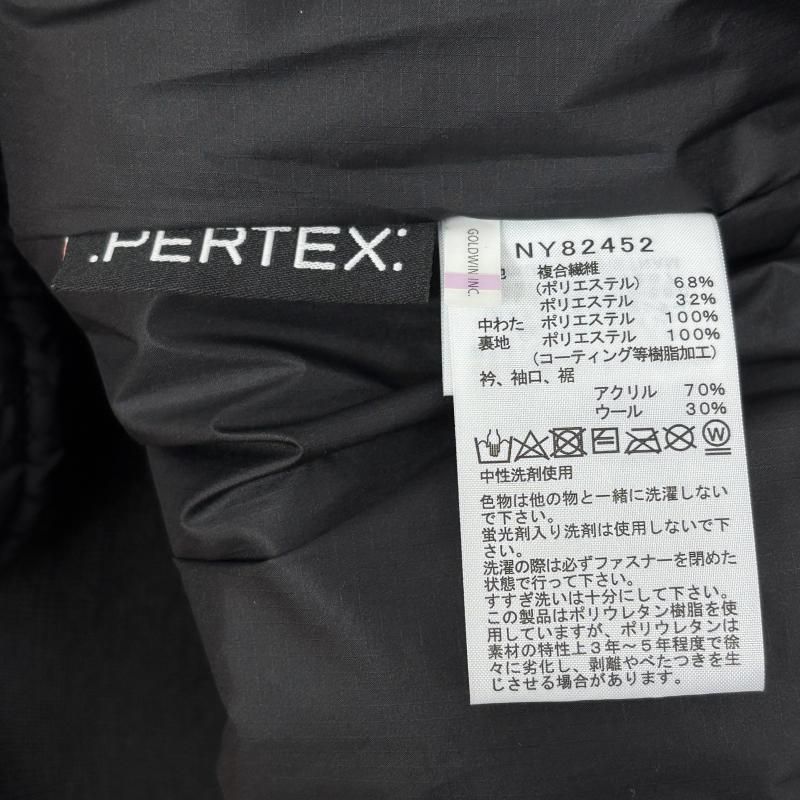 .PERTEX:
GOLDWIN INC.
NY82452
地 複合繊維
(ポリエステル) 68%
ポリエステル 32%
中わた ポリエステル 100%
裏地 ポリエステル 100%
(コーティング等樹脂加工)
衿、袖口、裾
アクリル 70%
ウール 30%
W
中性洗剤使用
色物は他の物と一緒に洗濯しない
で下さい。
蛍光剤入り洗剤は使用しないで下
さい。
洗濯の際は必ずファスナーを閉めた
状態で行って下さい。
すすぎ洗いは十分にして下さい。
この製品はポリウレタン樹脂を使
用していますが、ポリウレタンは
素材の特性上3年~5年程度で徐
々に劣化し、剥離やべたつきを生
じさせる場合があります。